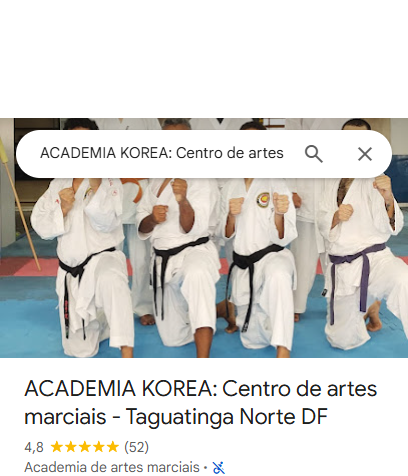 ACADEMIA KOREA: Centro de artes
ACADEMIA KOREA: Centro de artes
marciais - Taguatinga Norte DF
4,8 (52)
Academia de artes marciais ·